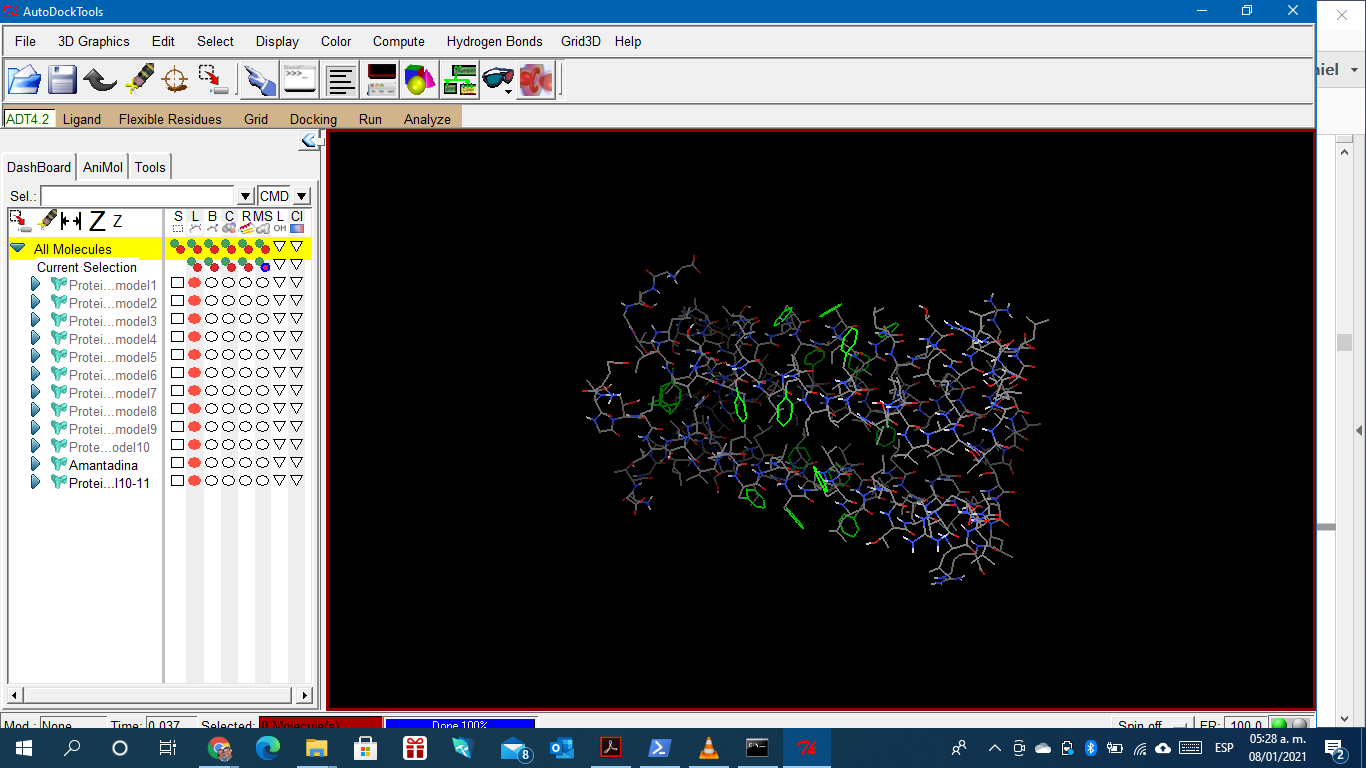 AutoDockTools
File 3D Graphics Edit Select Display Color Compute Hydrogen Bonds Grid3D Help
iel
>>>_
ADT4.2 Ligand Flexible Residues Grid Docking Run Analyze
DashBoard AniMol Tools
Sel.: CMD
S L B C R MS L Cl
Z Z OH
All Molecules
Current Selection
Protei...model1
Protei...model2
Protei...model3
Protei...model4
Protei...model5
Protei...model6
Protei...model7
Protei...model8
Protei...model9
Prote...odel10
Amantadina
Protei...l10-11
Mod.: None Time: 0.037 Selected: 0 Molecule(s) Done 100% Spin off FR: 100.0
8 ESP 05:28 a. m.
08/01/2021 2